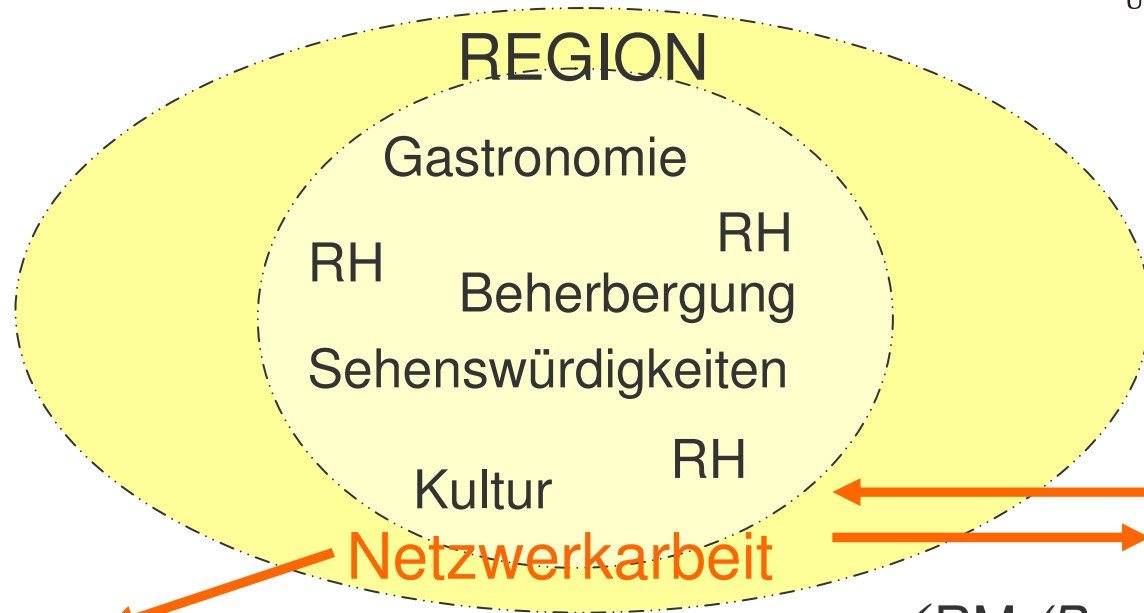 REGION
Gastronomie
RH
RH
Beherbergung
Sehenswürdigkeiten
RH
Kultur
Netzwerkarbeit